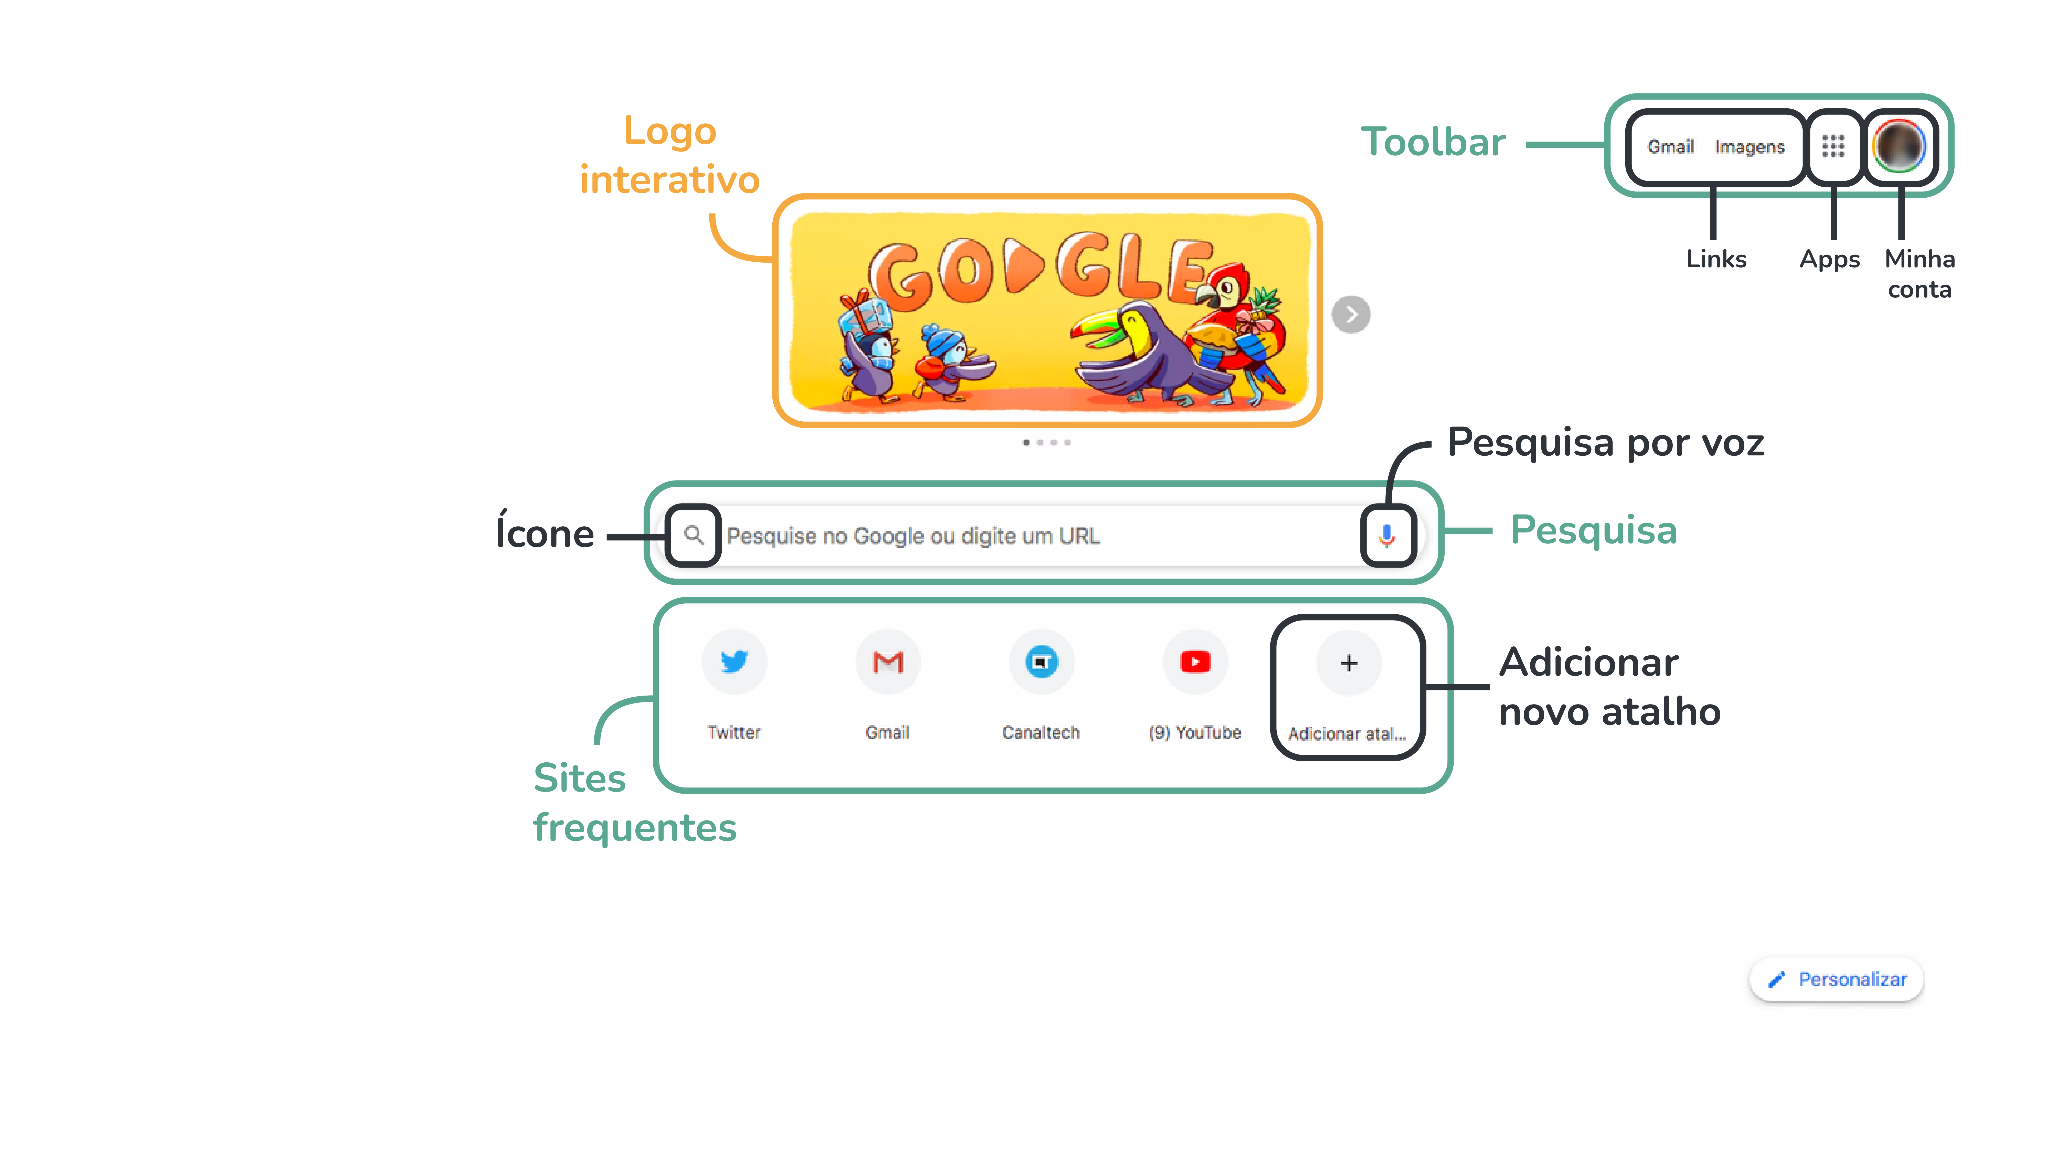 Logo
interativo
Toolbar
Gmail Imagens
Links Apps Minha
conta
GOOGLE
Pesquisa por voz
Ícone
Pesquise no Google ou digite um URL
Pesquisa
Twitter
Gmail
Canaltech
(9) YouTube
+
Adicionar atal...
Adicionar
novo atalho
Sites
frequentes
Personalizar